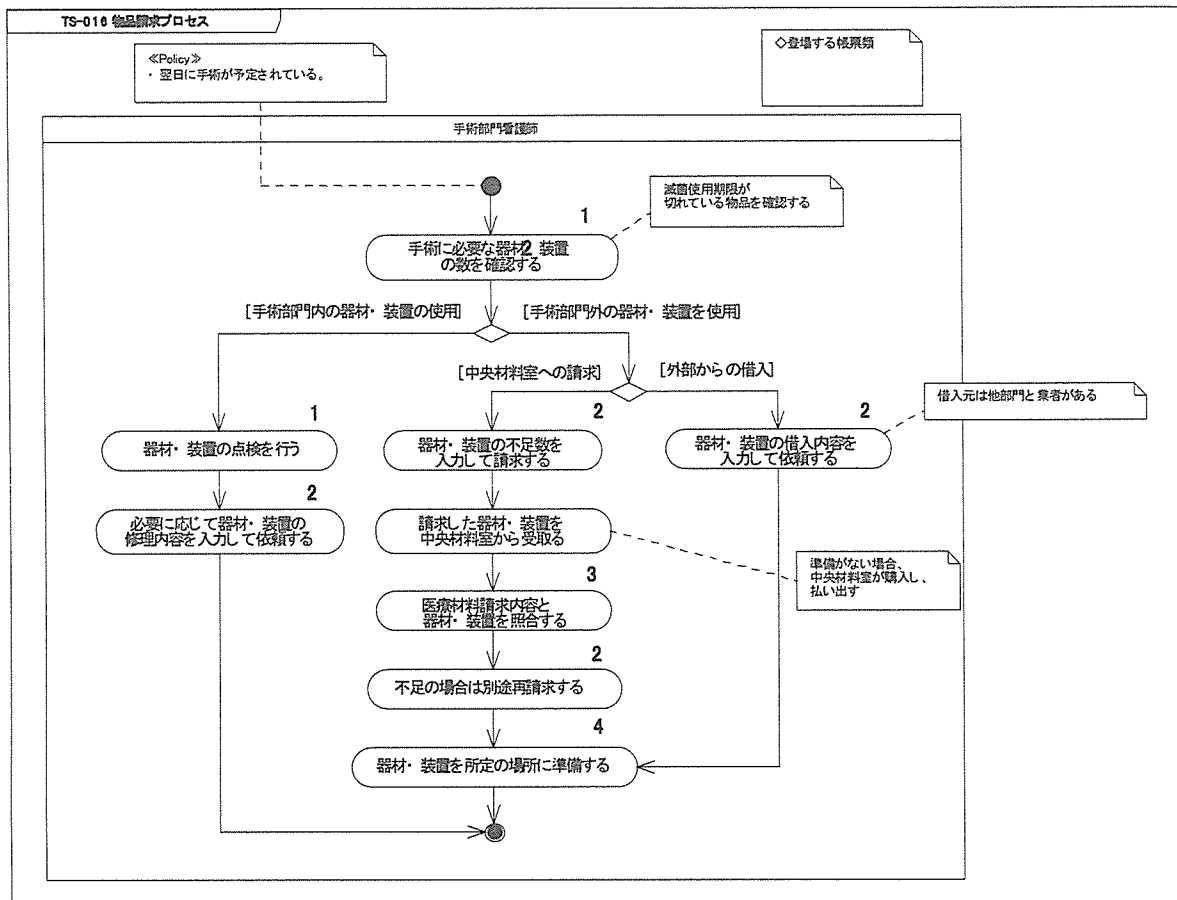 TS-016 物品請求プロセス
≪Policy≫
・ 翌日に手術が予定されている。
◇登場する帳票類
手術部門看護師
滅菌使用期限が
切れている物品を確認する
1
手術に必要な器材・装置
2
の数を確認する
[手術部門内の器材・装置の使用]
[手術部門外の器材・装置を使用]
[中央材料室への請求]
[外部からの借入]
借入元は他部門と業者がある
1
器材・装置の点検を行う
2
器材・装置の不足数を
入力して請求する
2
器材・装置の借入内容を
入力して依頼する
2
必要に応じて器材・装置の
修理内容を入力して依頼する
請求した器材・装置を
中央材料室から受取る
準備がない場合、
中央材料室が購入し、
払い出す
3
医療材料請求内容と
器材・装置を照合する
2
不足の場合は別途再請求する
4
器材・装置を所定の場所に準備する